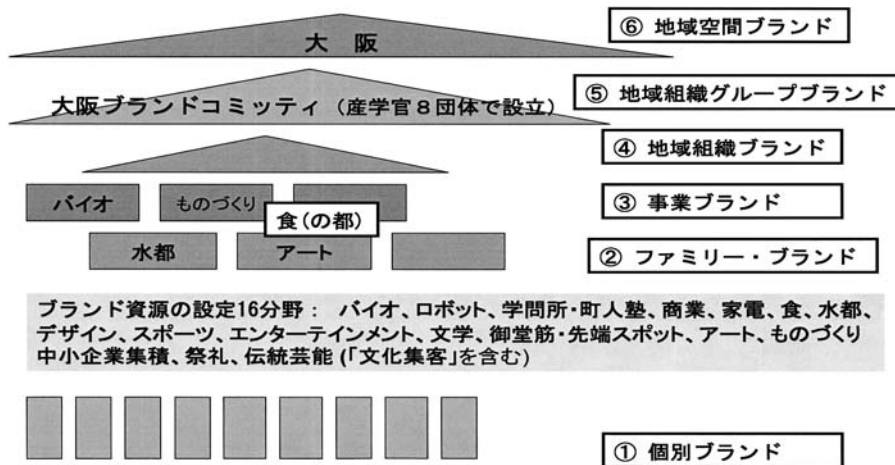 大 阪
⑥ 地域空間ブランド
大阪ブランドコミッティ（産学官８団体で設立）
⑤ 地域組織グループブランド
④ 地域組織ブランド
バイオ
ものづくり
③ 事業ブランド
食（の都）
水都
アート
② ファミリー・ブランド
ブランド資源の設定16分野： バイオ、ロボット、学問所・町人塾、商業、家電、食、水都、
デザイン、スポーツ、エンターテインメント、文学、御堂筋・先端スポット、アート、ものづくり
中小企業集積、祭礼、伝統芸能 (「文化集客」を含む)
① 個別ブランド